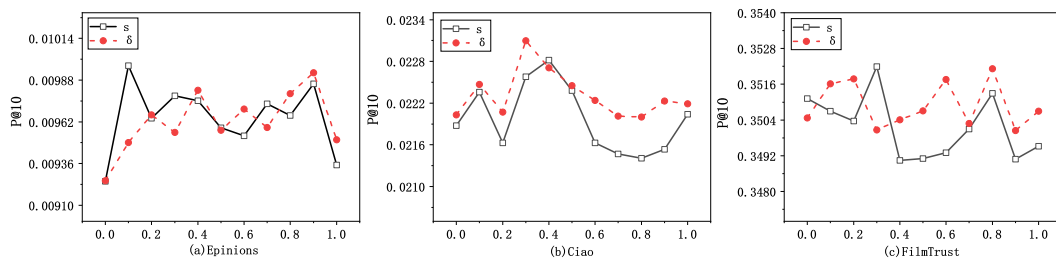 0.01014
0.00988
0.00962
0.00936
0.00910
P@10
s
δ
0.0 0.2 0.4 0.6 0.8 1.0
(a)Epinions
0.0234
0.0228
0.0222
0.0216
0.0210
P@10
s
δ
0.0 0.2 0.4 0.6 0.8 1.0
(b)Ciao
0.3540
0.3528
0.3516
0.3504
0.3492
0.3480
P@10
s
δ
0.0 0.2 0.4 0.6 0.8 1.0
(c)FilmTrust